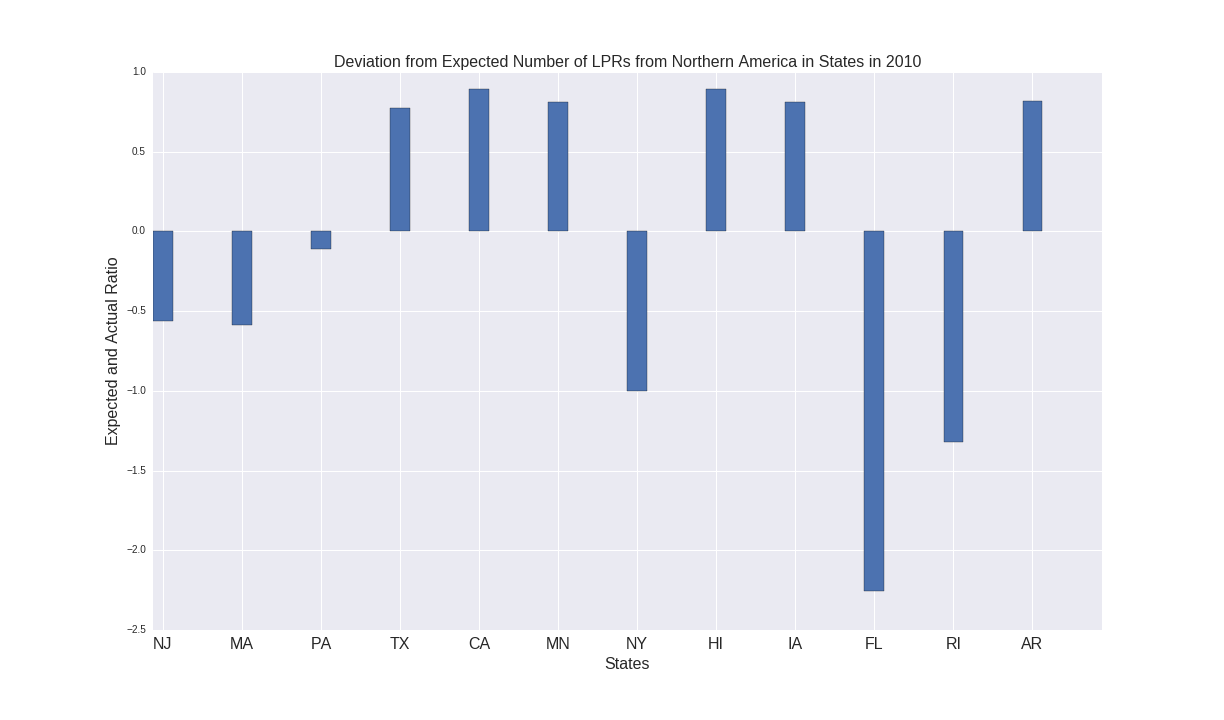 Deviation from Expected Number of LPRs from Northern America in States in 2010
1.0
0.5
0.0
−0.5
−1.0
−1.5
−2.0
−2.5
Expected and Actual Ratio
NJ MA PA TX CA MN NY HI IA FL RI AR
States